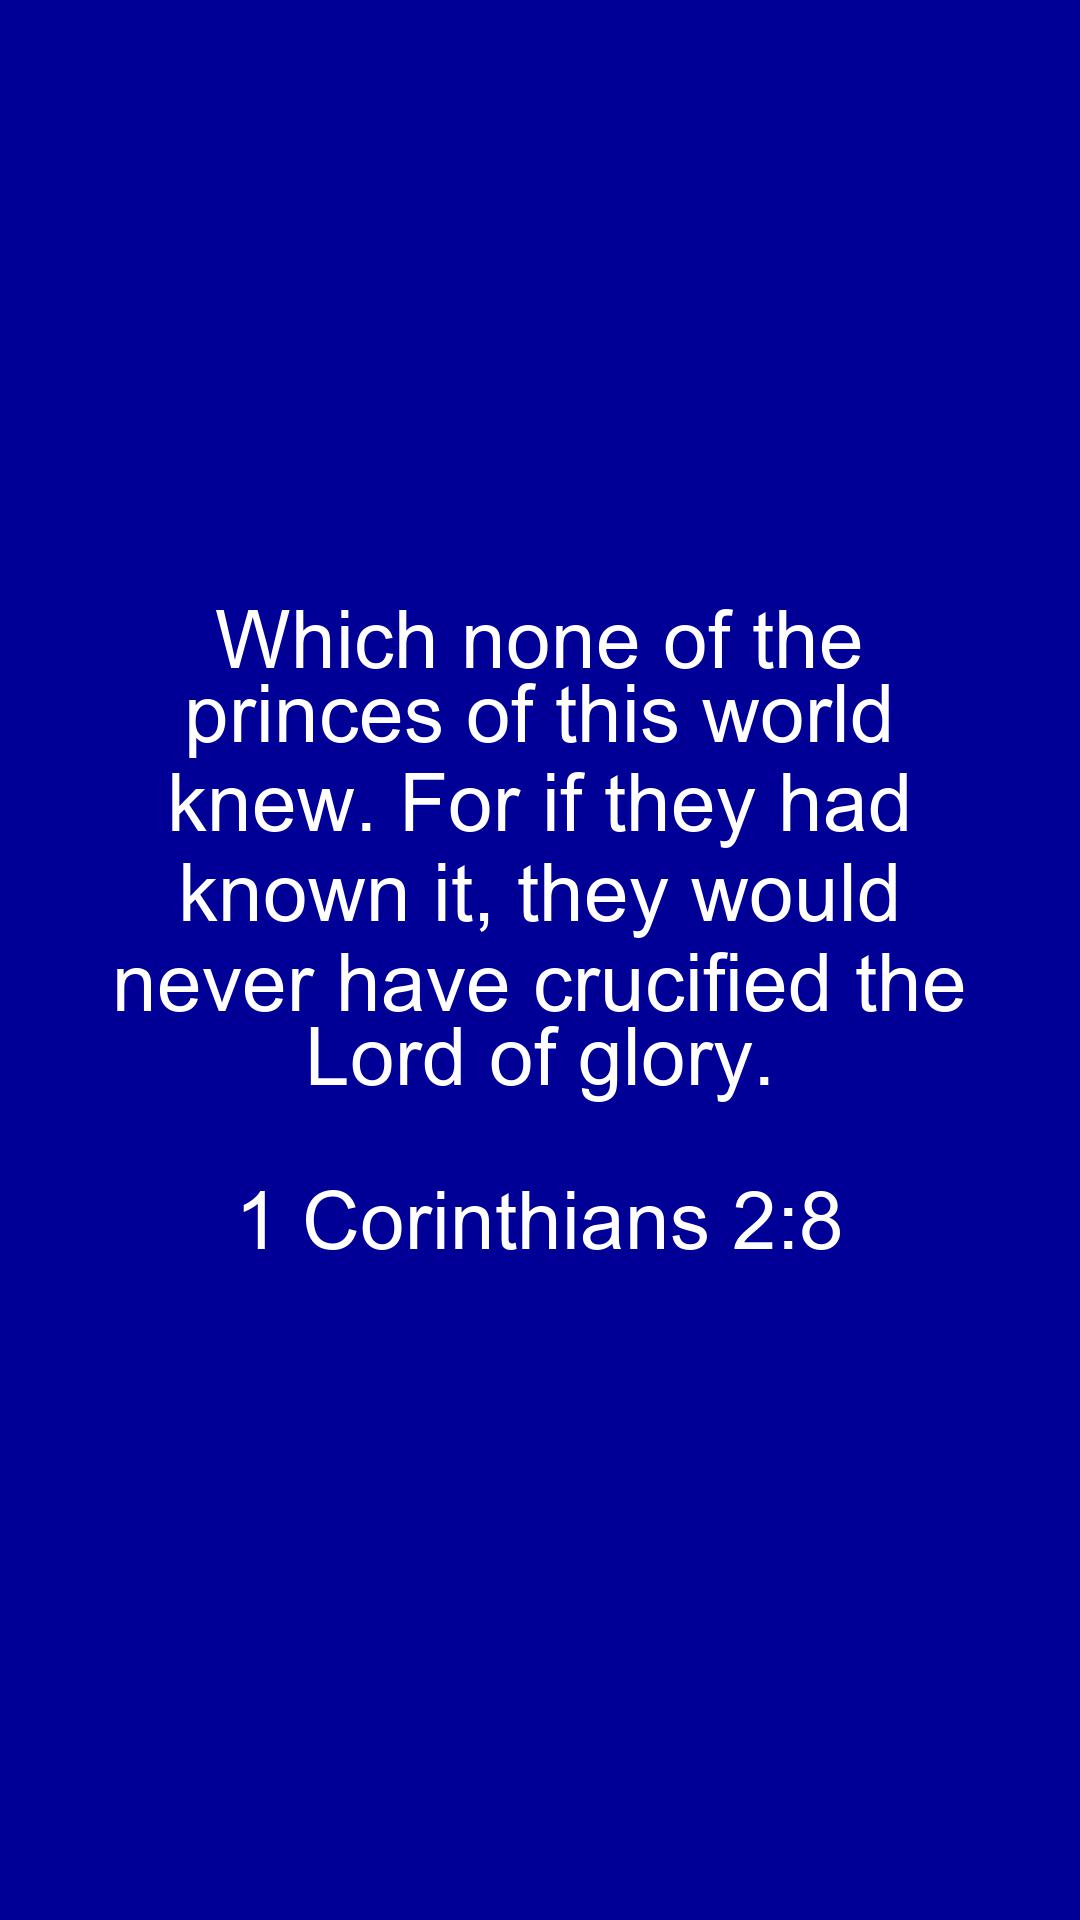 Which none of the
princes of this world
knew. For if they had
known it, they would
never have crucified the
Lord of glory.
1 Corinthians 2:8